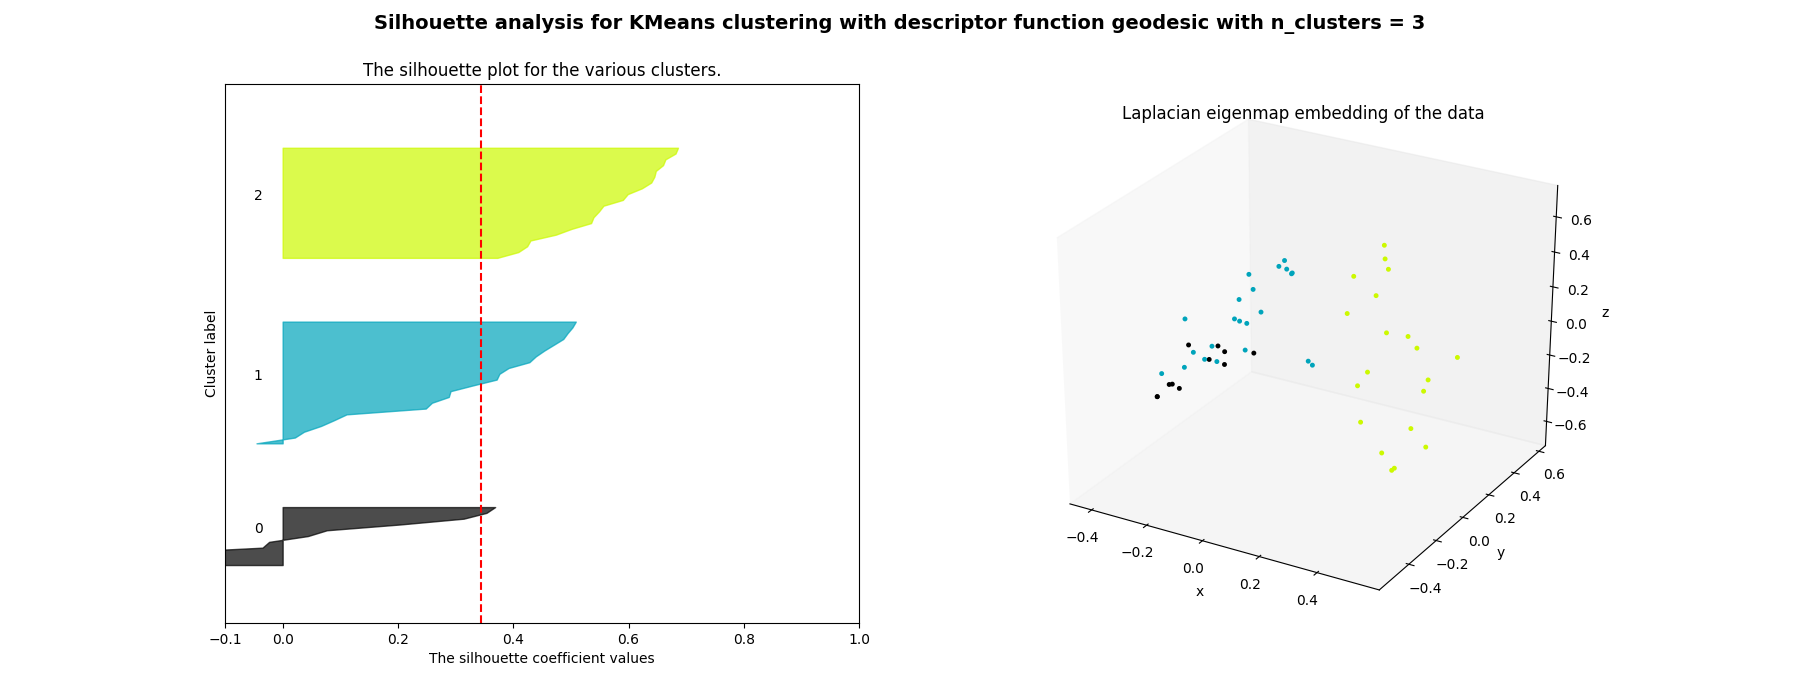 Silhouette analysis for KMeans clustering with descriptor function geodesic with n_clusters = 3
The silhouette plot for the various clusters.
2
1
0
Cluster label
−0.1 0.0 0.2 0.4 0.6 0.8 1.0
The silhouette coefficient values
Laplacian eigenmap embedding of the data
0.6
0.4
0.2
0.0
−0.2
−0.4
−0.6
z
0.6
0.4
0.2
0.0
−0.2
−0.4
y
−0.4
−0.2
0.0
0.2
0.4
x